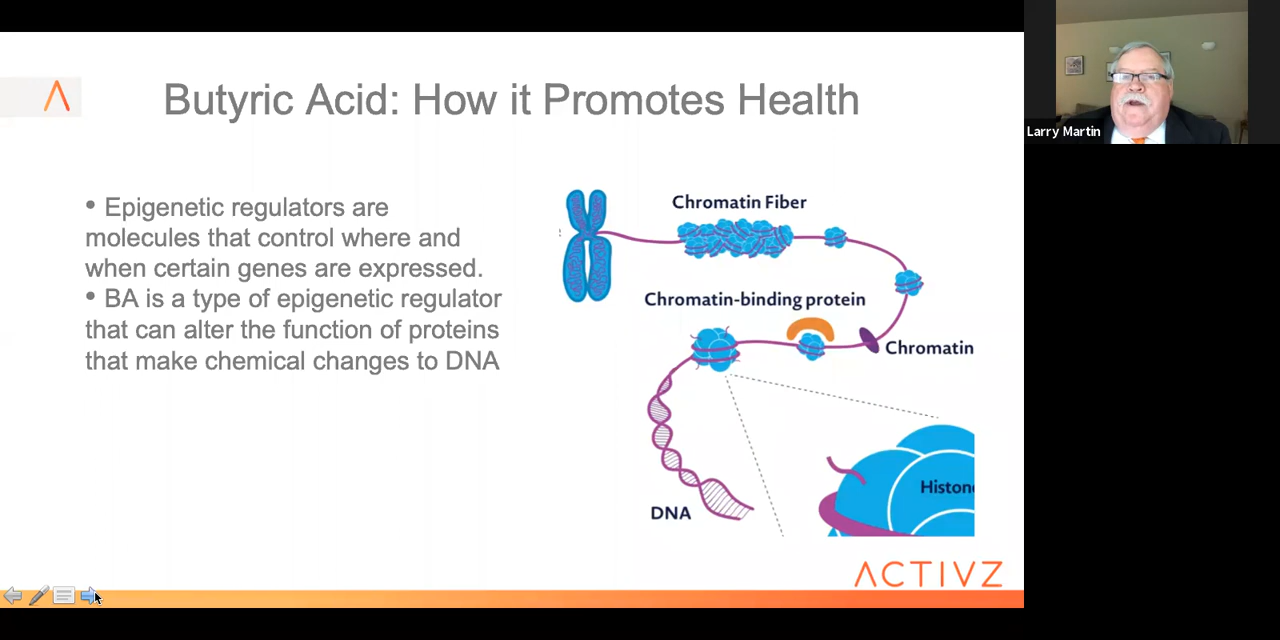 Butyric Acid: How it Promotes Health
Larry Martin
• Epigenetic regulators are
molecules that control where and
when certain genes are expressed.
• BA is a type of epigenetic regulator
that can alter the function of proteins
that make chemical changes to DNA
Chromatin Fiber
Chromatin-binding protein
Chromatin
Histon
DNA
ACTIVZ